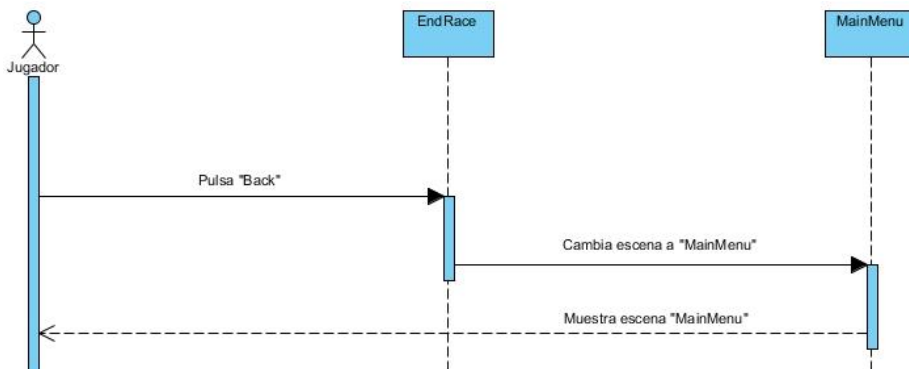 EndRace
MainMenu
Jugador
Pulsa "Back"
Cambia escena a "MainMenu"
Muestra escena "MainMenu"